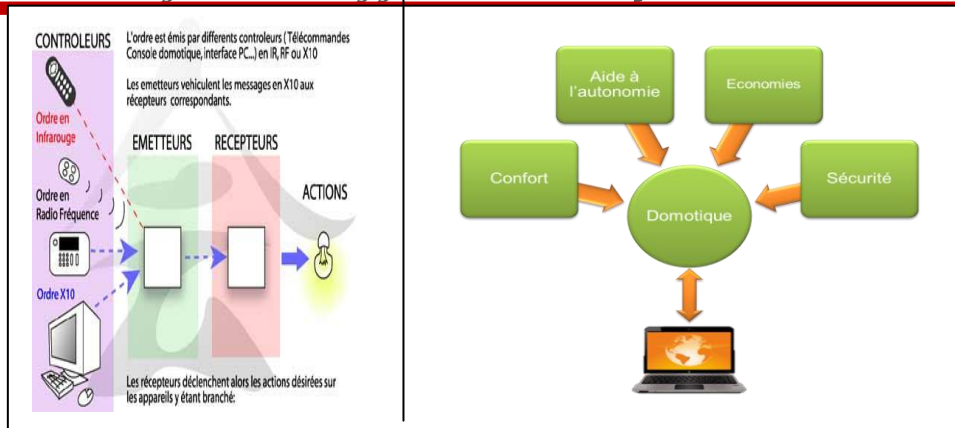 CONTROLEURS
L'ordre est émis par differents controleurs ( Télécommandes
Console domotique, interface PC...) en IR, RF ou X10
Les emetteurs vehiculent les messages en X10 aux
récepteurs correspondants.
Ordre en
Infrarouge
EMETTEURS RECEPTEURS
ACTIONS
Ordre en
Radio Fréquence
Ordre X10
Les récepteurs déclenchent alors les actions désirées sur
les appareils y étant branché:
Aide à
l'autonomie
Economies
Confort
Sécurité
Domotique